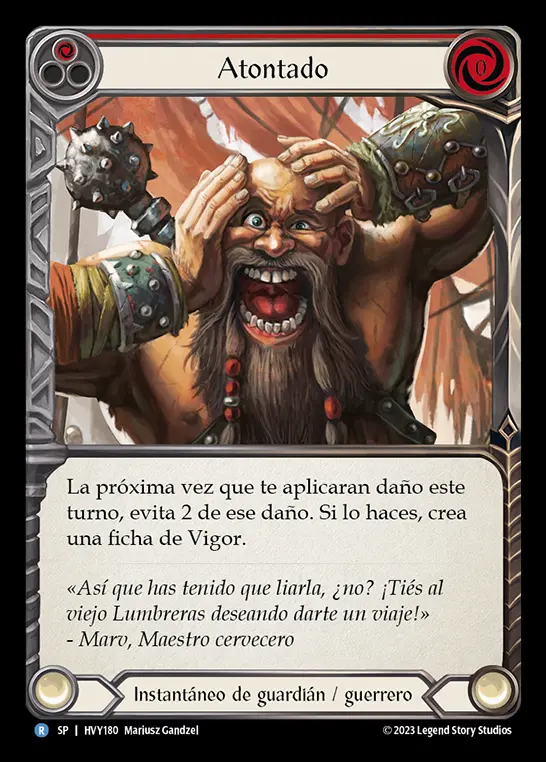 Atontado
0
La próxima vez que te aplicaran daño este
turno, evita 2 de ese daño. Si lo haces, crea
una ficha de Vigor.
«Así que has tenido que liarla, ¿no? ¡Tiés al
viejo Lumbreras deseando darte un viaje!»
- Marv, Maestro cervecero
Instantáneo de guardián / guerrero
R SP | HVY180 Mariusz Gandzel
© 2023 Legend Story Studios